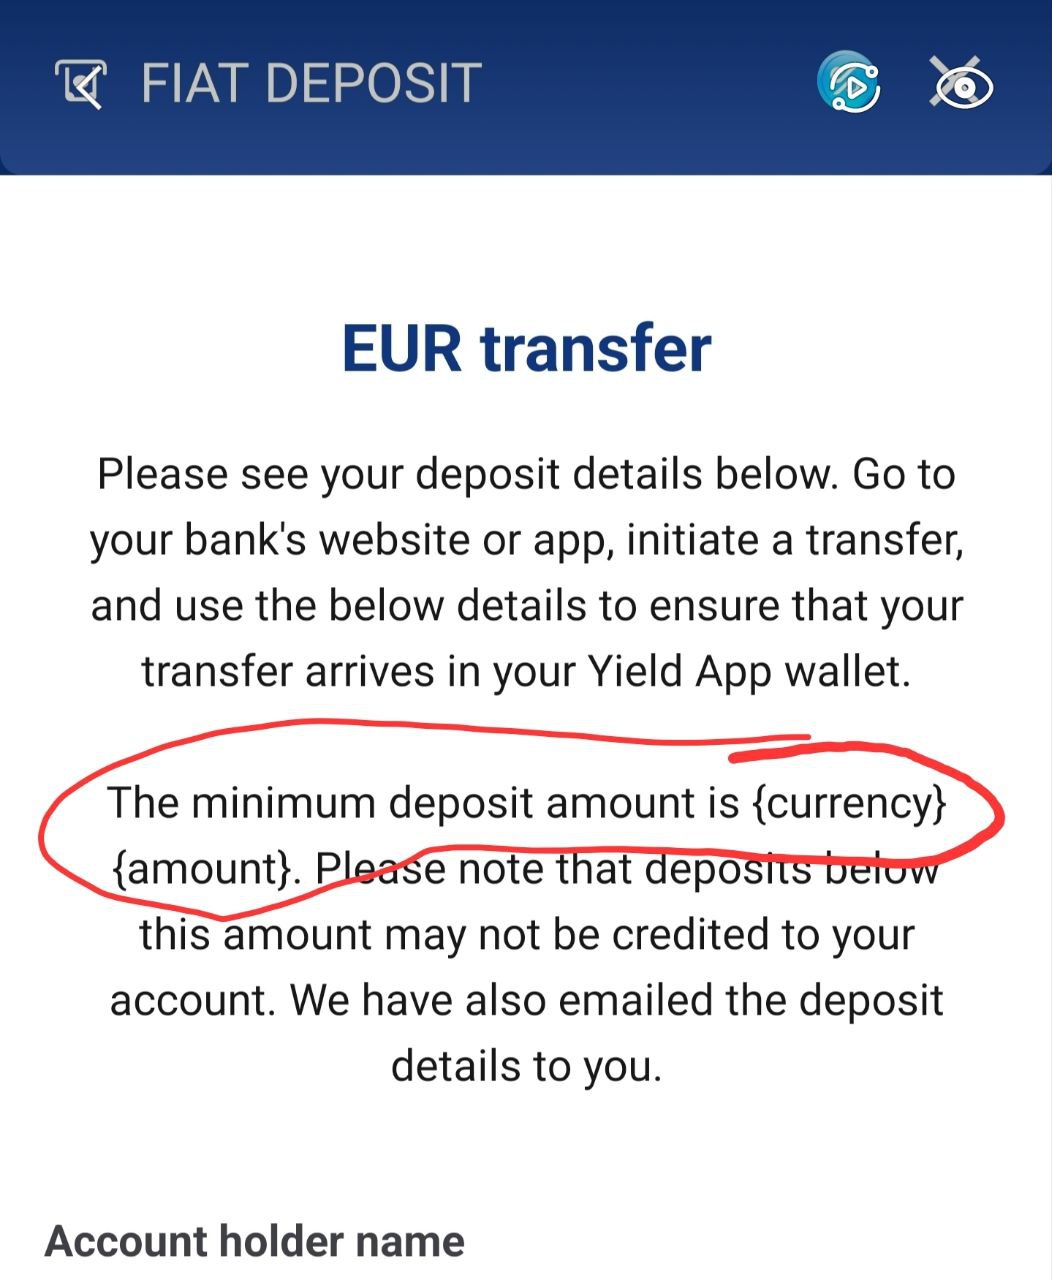 FIAT DEPOSIT
EUR transfer
Please see your deposit details below. Go to
your bank's website or app, initiate a transfer,
and use the below details to ensure that your
transfer arrives in your Yield App wallet.
The minimum deposit amount is {currency}
{amount}. Please note that deposits below
this amount may not be credited to your
account. We have also emailed the deposit
details to you.
Account holder name